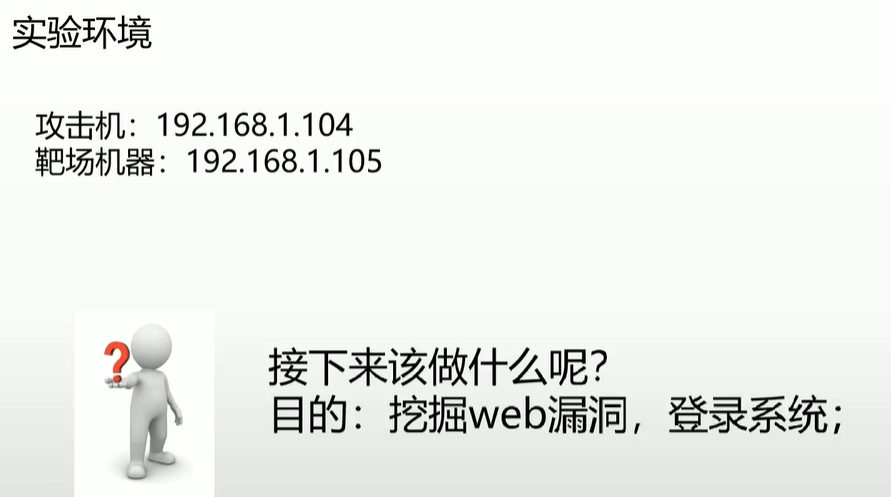 实验环境
攻击机：192.168.1.104
靶场机器：192.168.1.105
?
接下来该做什么呢？
目的：挖掘web漏洞，登录系统；